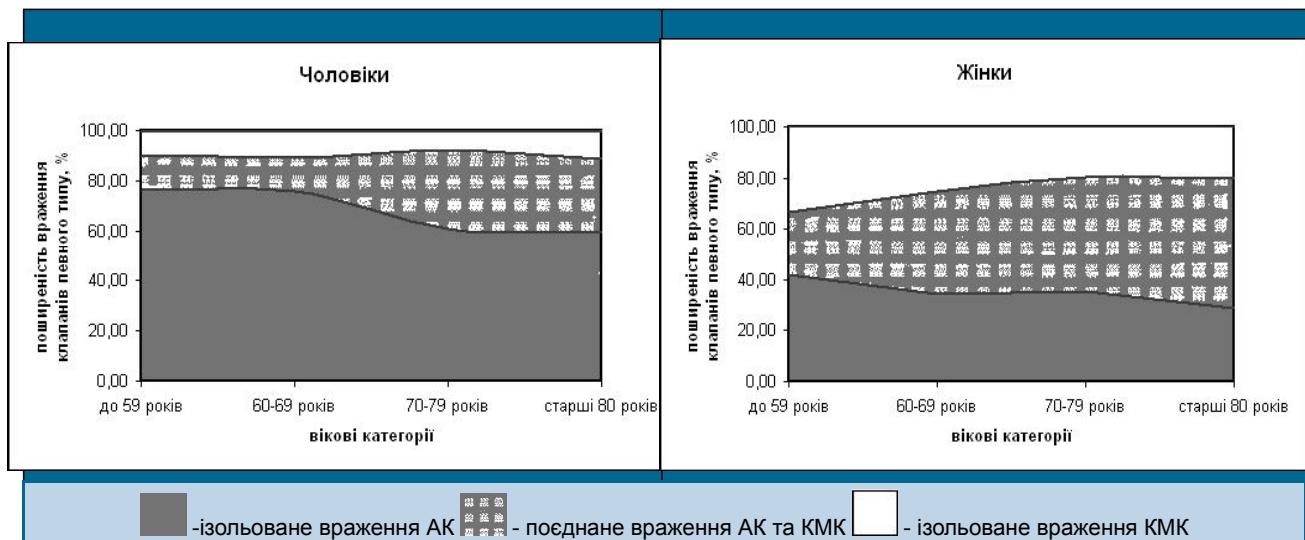 Чоловіки
поширеність враження
клапанів певного типу, %
100,00
80,00
60,00
40,00
20,00
0,00
до 59 років 60-69 років 70-79 років старші 80 років
вікові категорії
Жінки
поширеність враження
клапанів певного типу, %
100,00
80,00
60,00
40,00
20,00
0,00
до 59 років 60-69 років 70-79 років старші 80 років
вікові категорії
-ізольоване враження АК - поєднане враження АК та КМК - ізольоване враження КМК